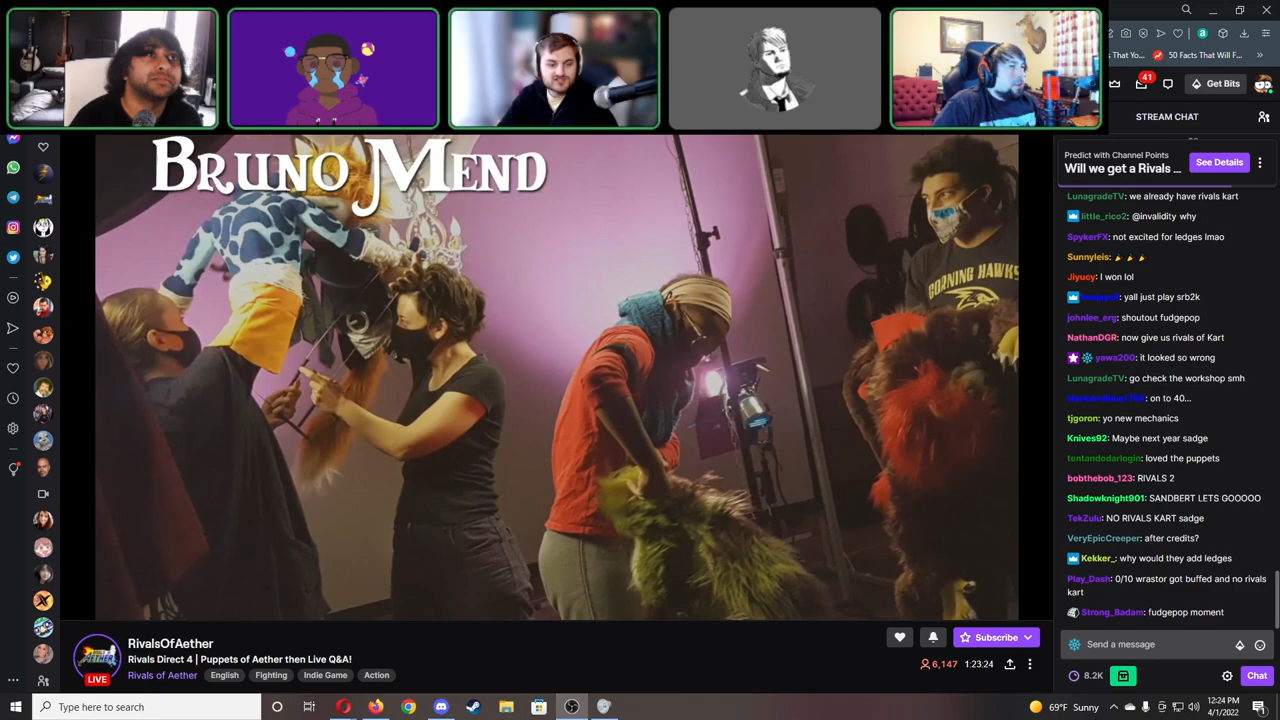 That Yo...
50 Facts That Will F...
41
Get Bits
STREAM CHAT
Predict with Channel Points
Will we get a Rivals ...
See Details
LunagradeTV: we already have rivals kart
little_rico2: @invalidity why
SpykerFX: not excited for ledges lmao
Sunnyleis:
Jiyucy: I won lol
: yall just play srb2k
johnlee_erg: shoutout fudgepop
NathanDGR: now give us rivals of Kart
yawa200: it looked so wrong
LunagradeTV: go check the workshop smh
: on to 40...
tjgoron: yo new mechanics
Knives92: Maybe next year sadge
tentandodarlogin: loved the puppets
bobthebob_123: RIVALS 2
Shadowknight901: SANDBERT LETS GOOOOO
TekZulu: NO RIVALS KART sadge
VeryEpicCreeper: after credits?
Kekker_: why would they add ledges
Play_Dash: 0/10 wrastor got buffed and no rivals
kart
Strong_Badam: fudgepop moment
Send a message
8.2K
Chat
BRUNO MEND
CORNING HAWKS
LIVE
RivalsOfAether
Rivals Direct 4 | Puppets of Aether then Live Q&A!
Rivals of Aether
English
Fighting
Indie Game
Action
Subscribe
6,147
1:23:24
Type here to search
69°F Sunny
12:24 PM
4/1/2022